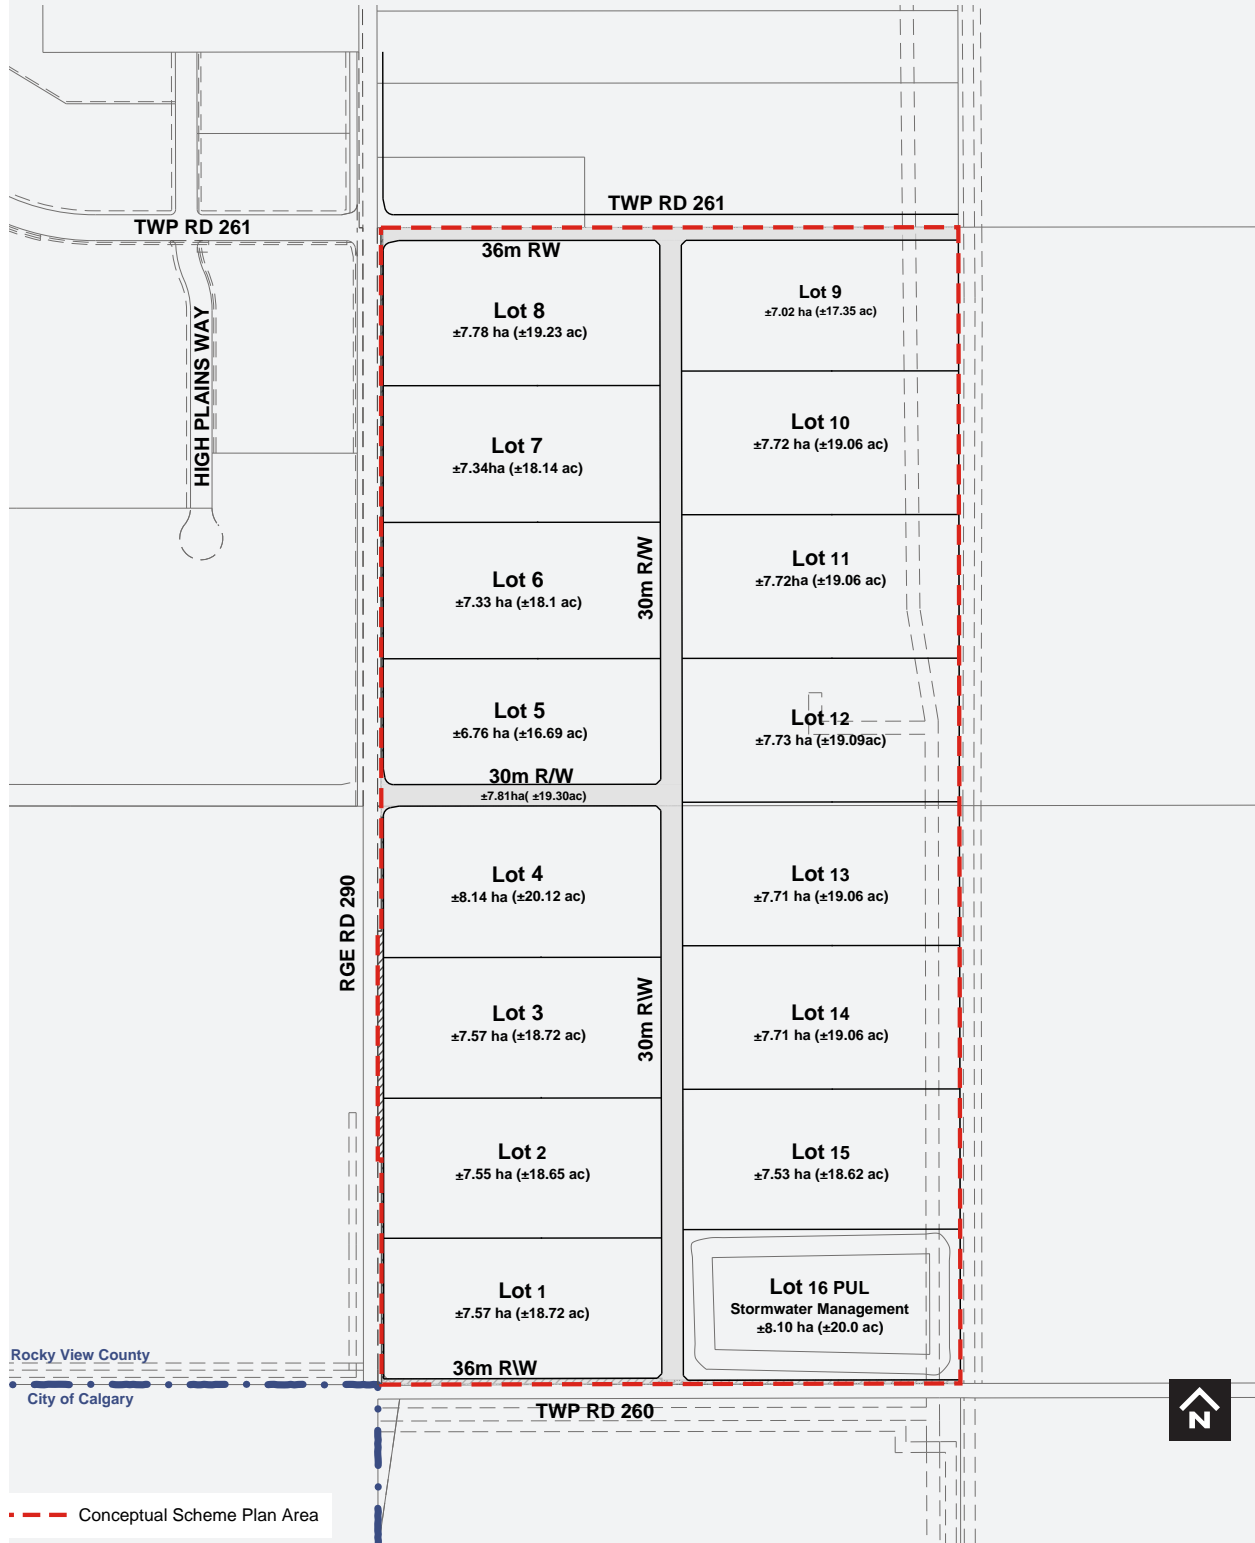 TWP RD 261
TWP RD 261
36m RW
HIGH PLAINS WAY
Lot 8
±7.78 ha (±19.23 ac)
Lot 9
±7.02 ha (±17.35 ac)
Lot 7
±7.34ha (±18.14 ac)
Lot 10
±7.72 ha (±19.06 ac)
Lot 6
±7.33 ha (±18.1 ac)
30m R/W
Lot 11
±7.72ha (±19.06 ac)
Lot 5
±6.76 ha (±16.69 ac)
Lot 12
±7.73 ha (±19.09ac)
30m R/W
±7.81ha( ±19.30ac)
RGE RD 290
Lot 4
±8.14 ha (±20.12 ac)
Lot 13
±7.71 ha (±19.06 ac)
Lot 3
±7.57 ha (±18.72 ac)
30m R\W
Lot 14
±7.71 ha (±19.06 ac)
Lot 2
±7.55 ha (±18.65 ac)
Lot 15
±7.53 ha (±18.62 ac)
Lot 1
±7.57 ha (±18.72 ac)
Lot 16 PUL
Stormwater Management
±8.10 ha (±20.0 ac)
36m R\W
Rocky View County
City of Calgary
TWP RD 260
N
Conceptual Scheme Plan Area